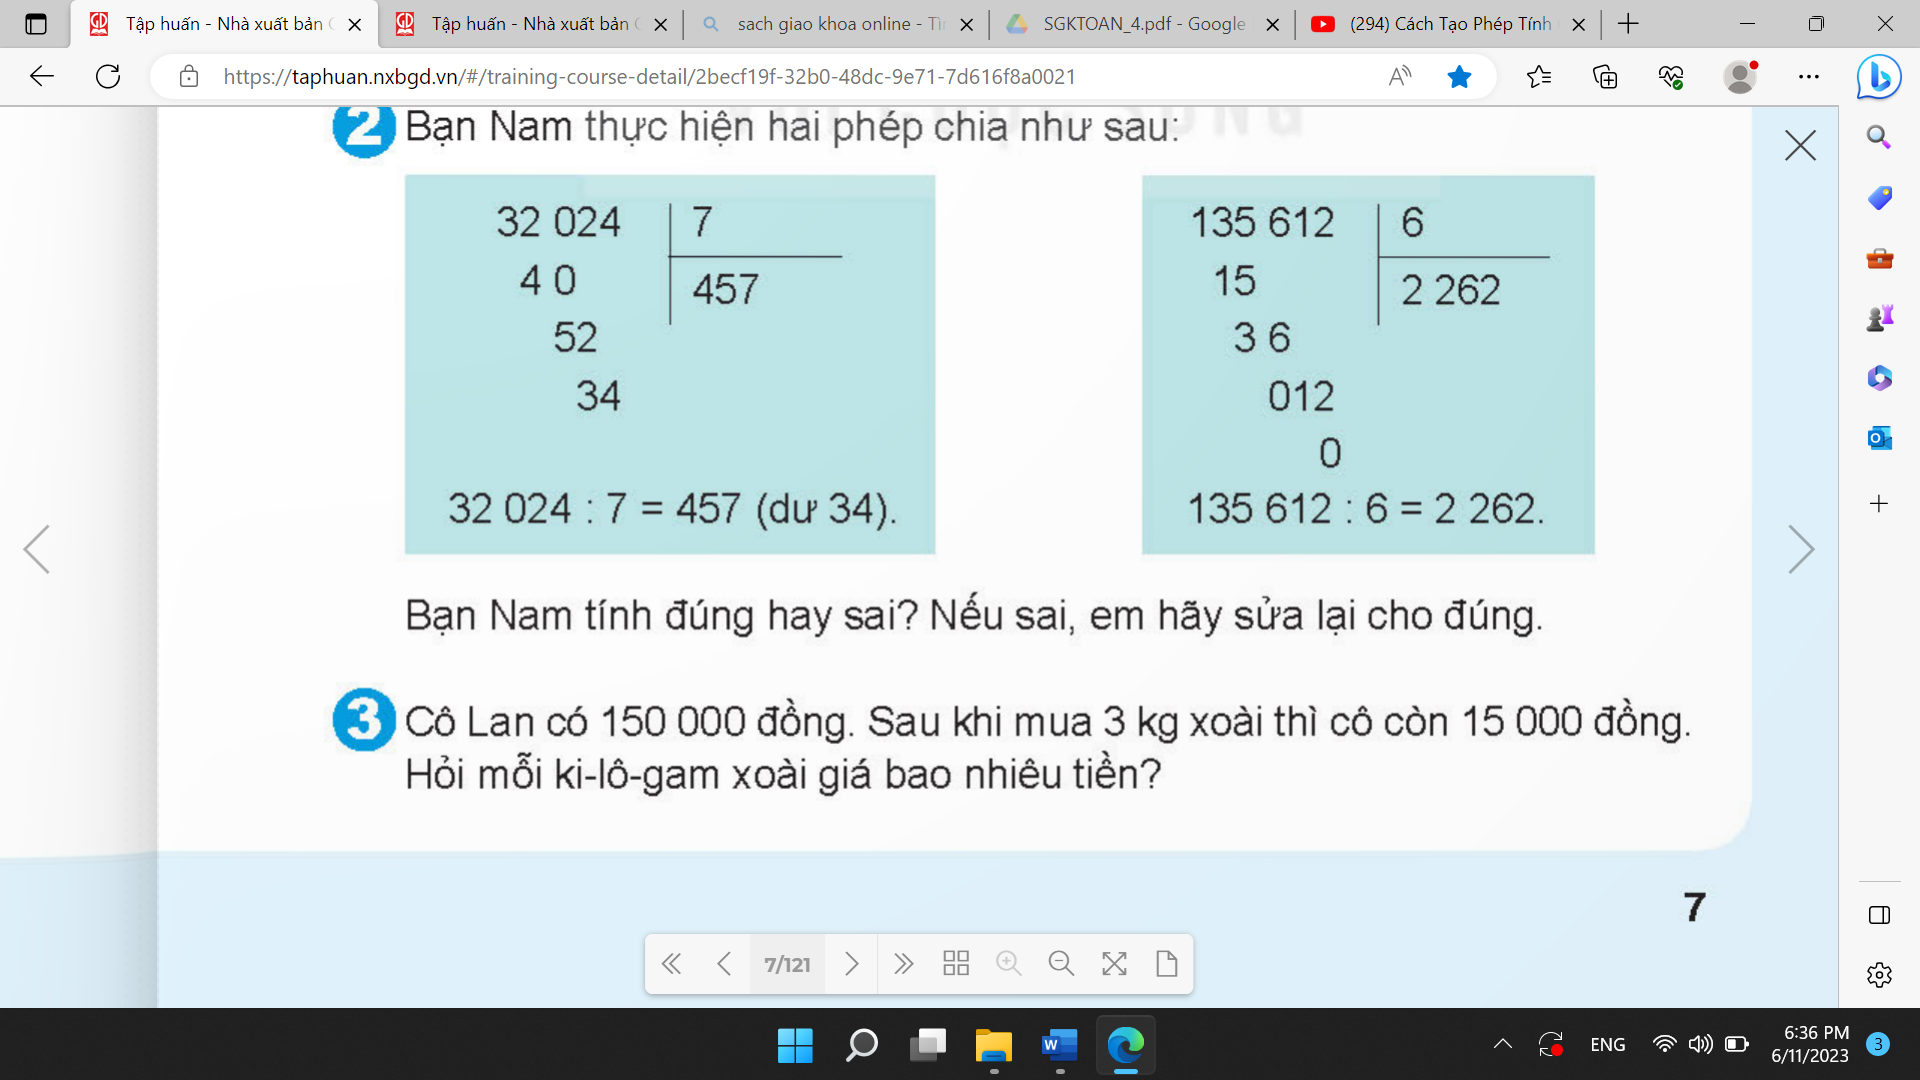 Tập huấn - Nhà xuất bản G
Tập huấn - Nhà xuất bản G
sach giao khoa online - Tìm
SGKTOAN_4.pdf - Google
(294) Cách Tạo Phép Tính
https://taphuan.nxbgd.vn/#/training-course-detail/2becf19f-32b0-48dc-9e71-7d616f8a0021
2 Bạn Nam thực hiện hai phép chia như sau:
32 024 7
4 0 457
52
34
32 024 : 7 = 457 (dư 34).
135 612 6
15 2 262
3 6
012
0
135 612 : 6 = 2 262.
Bạn Nam tính đúng hay sai? Nếu sai, em hãy sửa lại cho đúng.
3 Cô Lan có 150 000 đồng. Sau khi mua 3 kg xoài thì cô còn 15 000 đồng.
Hỏi mỗi ki-lô-gam xoài giá bao nhiêu tiền?
7
7/121
ENG
6:36 PM
6/11/2023
3